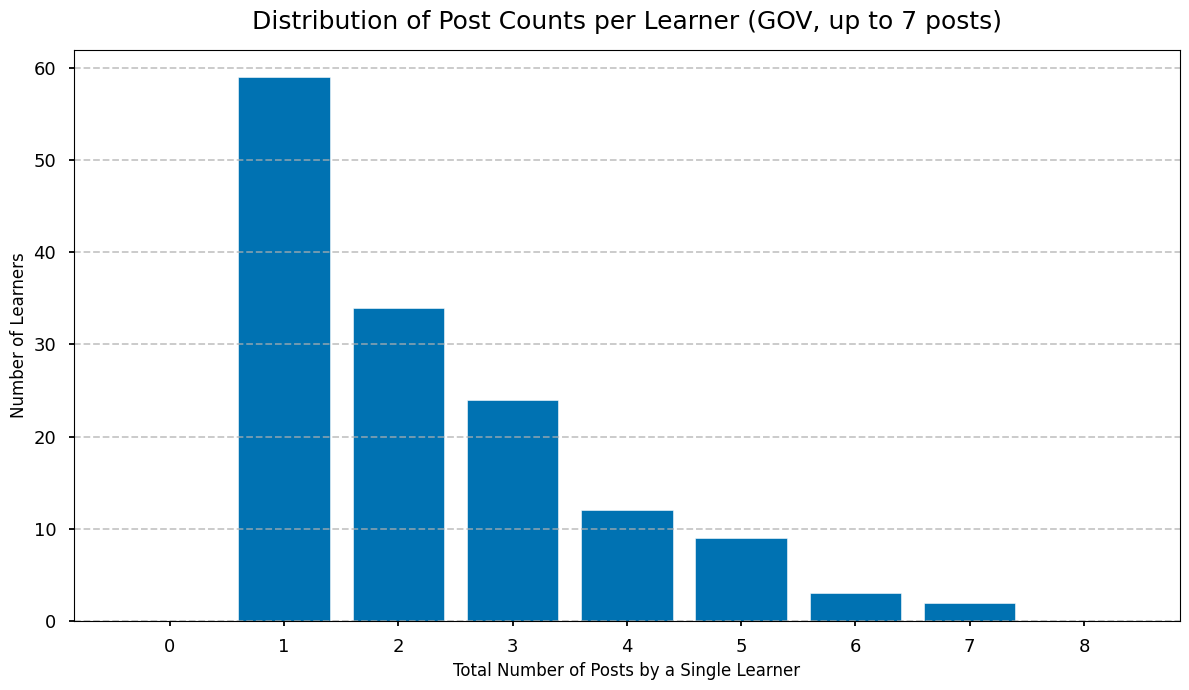 Distribution of Post Counts per Learner (GOV, up to 7 posts)
Number of Learners
60
50
40
30
20
10
0
0 1 2 3 4 5 6 7 8
Total Number of Posts by a Single Learner